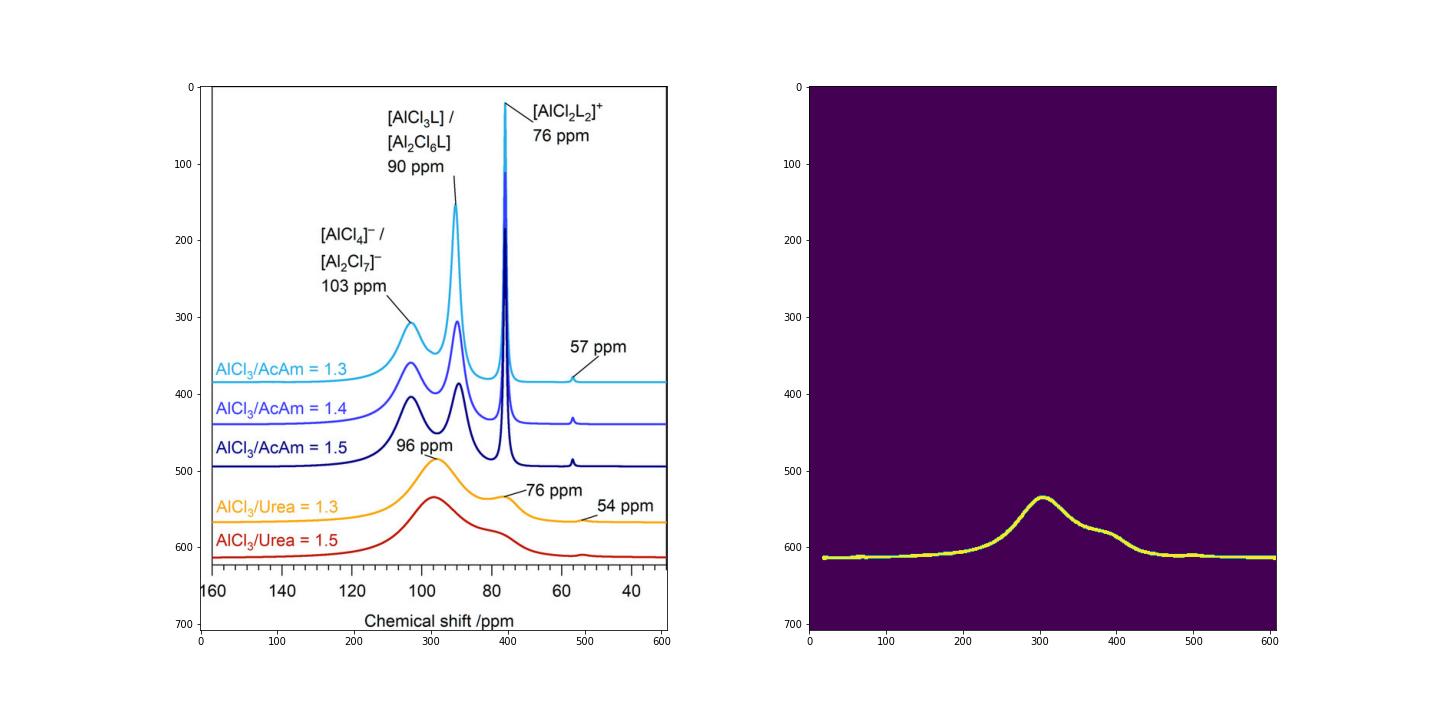 0
100
200
300
400
500
600
700
[AlCl₃L] /
[Al₂Cl₆L]
90 ppm
[AlCl₂L₂]⁺
76 ppm
[AlCl₄]⁻ /
[Al₂Cl₇]⁻
103 ppm
57 ppm
AlCl₃/AcAm = 1.3
AlCl₃/AcAm = 1.4
AlCl₃/AcAm = 1.5
96 ppm
76 ppm
54 ppm
AlCl₃/Urea = 1.3
AlCl₃/Urea = 1.5
160 140 120 100 80 60 40
Chemical shift /ppm
0 100 200 300 400 500 600
0
100
200
300
400
500
600
700
0 100 200 300 400 500 600